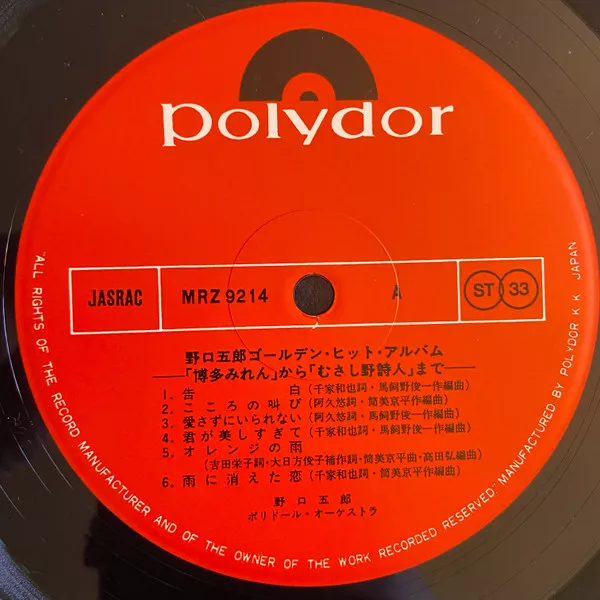 polydor
JASRAC MRZ 9214 A ST 33
野口五郎ゴールデン・ヒット・アルバム
—「博多みれん」から「むさし野詩人」まで—
1. 告白(千家和也詞・馬飼野俊一作編曲)
2. こころの叫び(阿久悠詞・筒美京平作編曲)
3. 愛さずにいられない(阿久悠詞・馬飼野俊一作編曲)
4. 君が美しすぎて(千家和也詞・馬飼野俊一作編曲)
5. オレンジの雨
(吉田栄子詞・大日方俊子補作詞・筒美京平曲・高田弘編曲)
6. 雨に消えた恋(千家和也詞・筒美京平作編曲)
野口五郎
ポリドール・オーケストラ
"ALL RIGHTS OF THE RECORD MANUFACTURER AND OF THE OWNER OF THE WORK RECORDED RESERVED." MANUFACTURED BY POLYDOR K.K. JAPAN